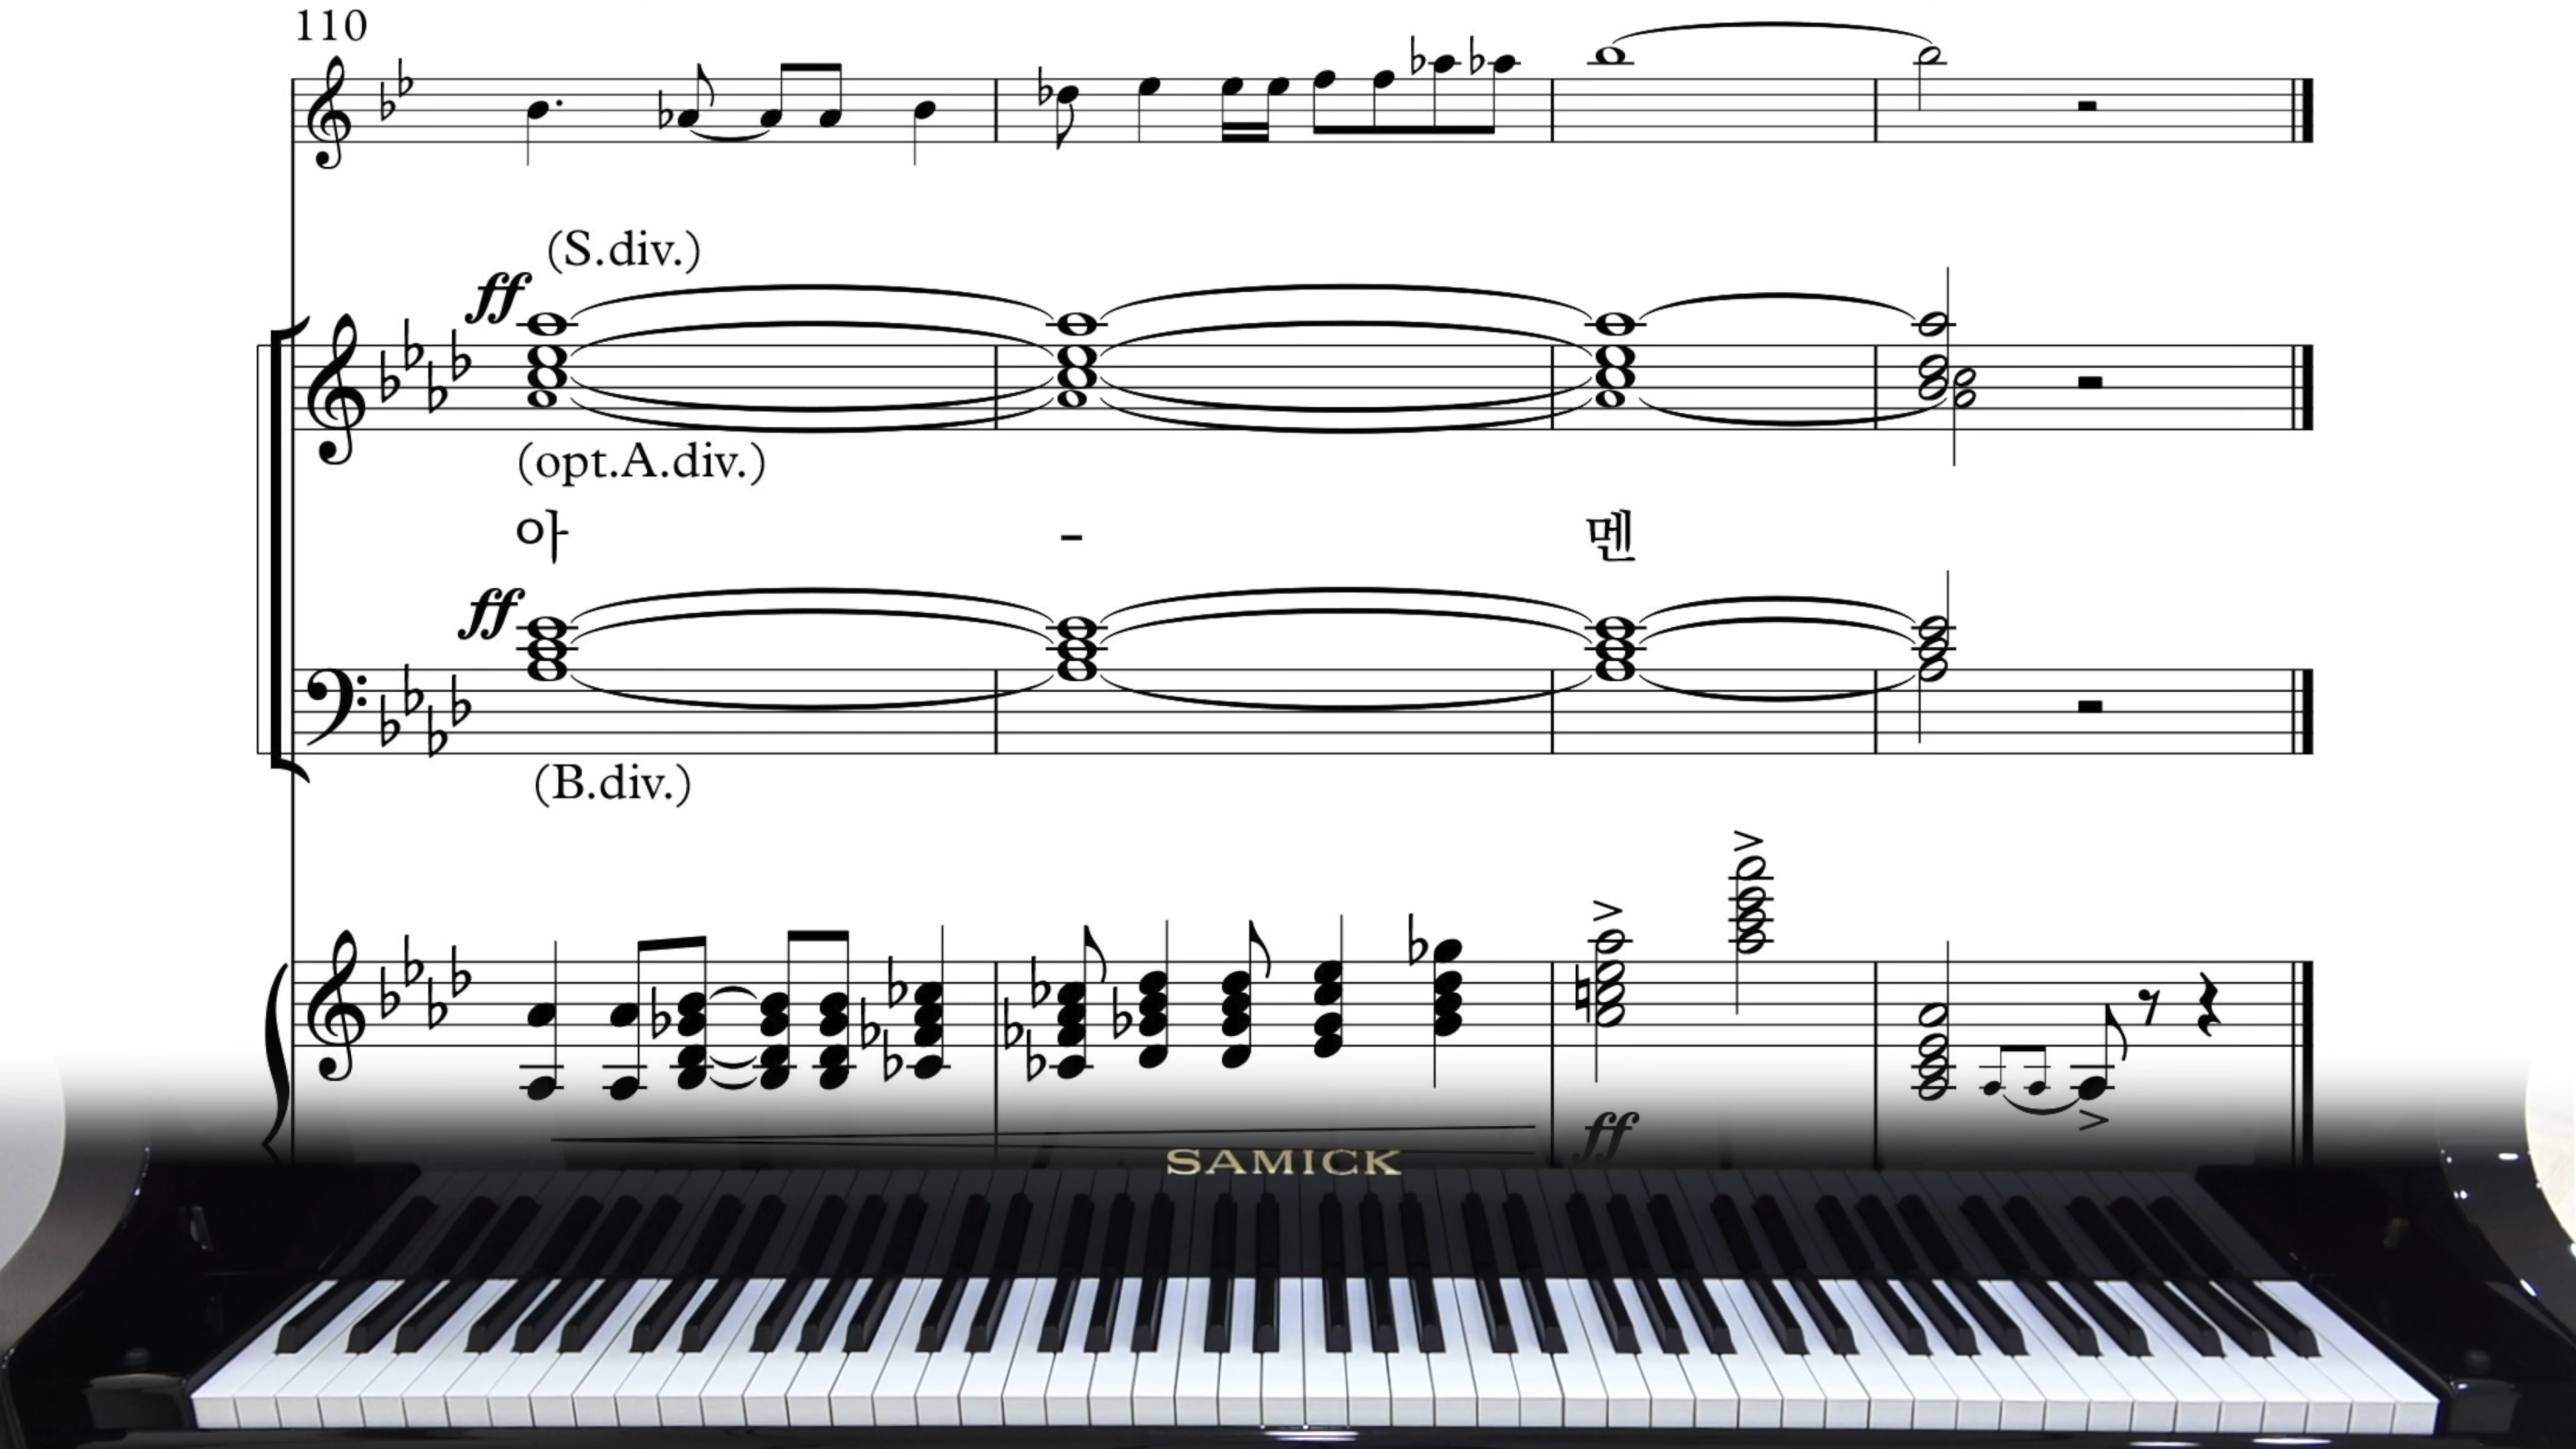 110
(S.div.)
ff
(opt.A.div.)
아 - 멘
ff
(B.div.)
ff
SAMICK